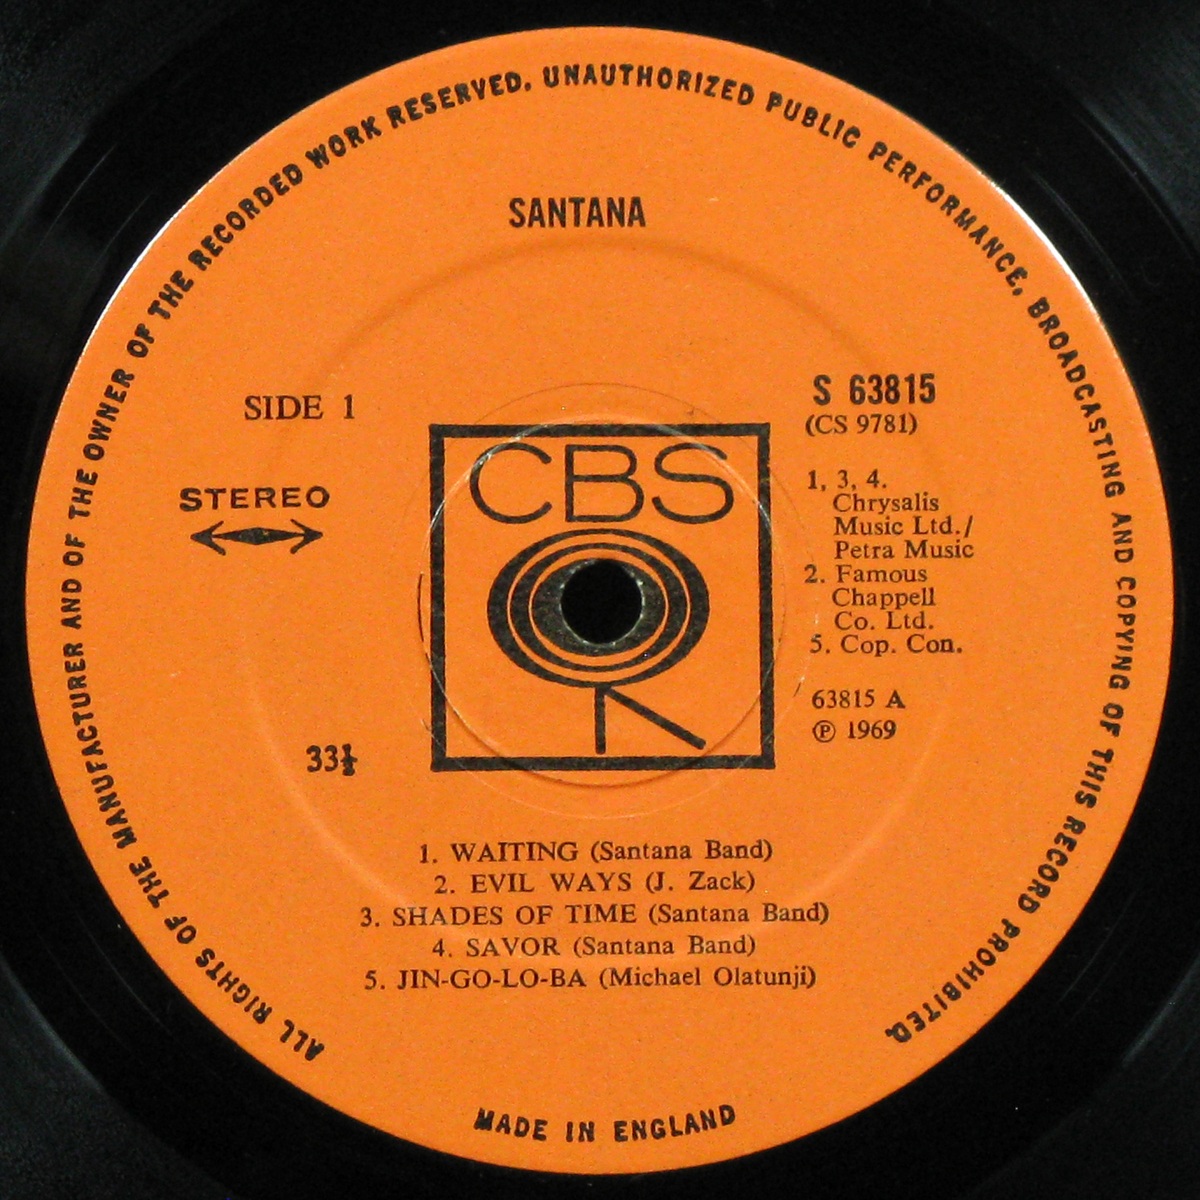 ALL RIGHTS OF THE MANUFACTURER AND OF THE OWNER OF THE RECORDED WORK RESERVED. UNAUTHORIZED PUBLIC PERFORMANCE, BROADCASTING AND COPYING OF THIS RECORD PROHIBITED.
SANTANA
SIDE 1
STEREO
33⅓
CBS
S 63815
(CS 9781)
1, 3, 4.
Chrysalis
Music Ltd./
Petra Music
2. Famous
Chappell
Co. Ltd.
5. Cop. Con.
63815 A
℗ 1969
1. WAITING (Santana Band)
2. EVIL WAYS (J. Zack)
3. SHADES OF TIME (Santana Band)
4. SAVOR (Santana Band)
5. JIN-GO-LO-BA (Michael Olatunji)
MADE IN ENGLAND